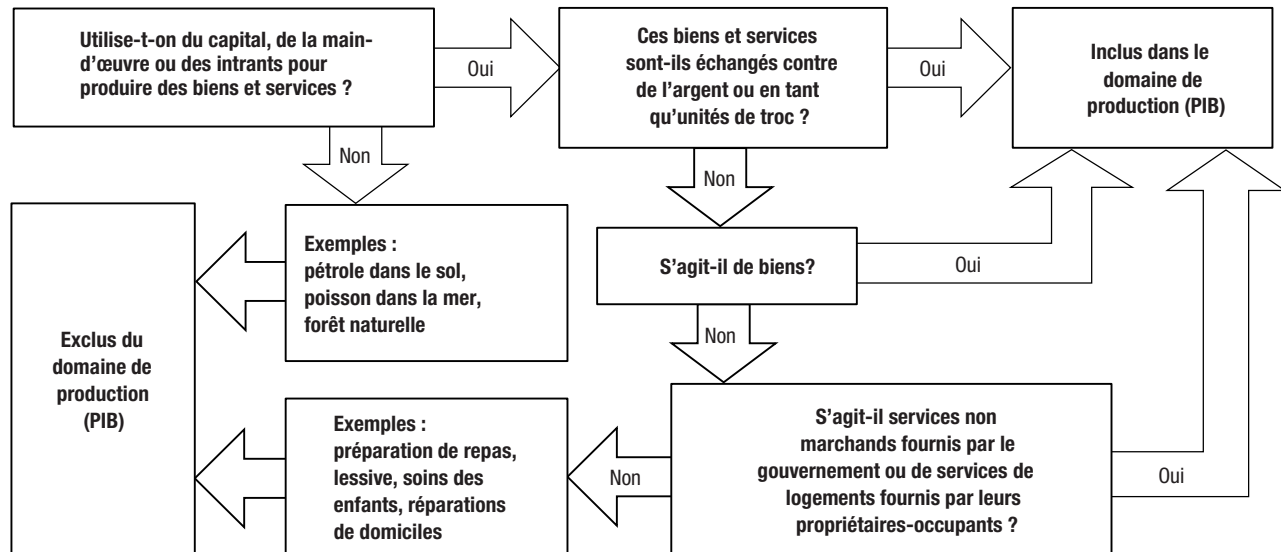 Utilise-t-on du capital, de la main-
d’œuvre ou des intrants pour
produire des biens et services ?
Oui
Ces biens et services
sont-ils échangés contre
de l’argent ou en tant
qu’unités de troc ?
Oui
Inclus dans le
domaine de
production (PIB)
Non
Non
Exemples :
pétrole dans le sol,
poisson dans la mer,
forêt naturelle
S’agit-il de biens?
Oui
Exclus du
domaine de
production
(PIB)
Non
Exemples :
préparation de repas,
lessive, soins des
enfants, réparations
de domiciles
Non
S’agit-il services non
marchands fournis par le
gouvernement ou de services de
logements fournis par leurs
propriétaires-occupants ?
Oui